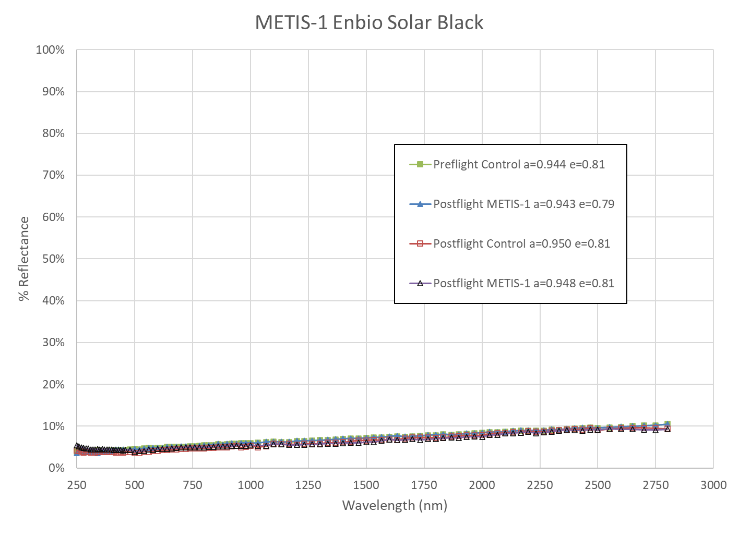 METIS-1 Enbio Solar Black
100%
90%
80%
70%
60%
50%
40%
30%
20%
10%
0%
% Reflectance
Preflight Control a=0.944 e=0.81
Postflight METIS-1 a=0.943 e=0.79
Postflight Control a=0.950 e=0.81
Postflight METIS-1 a=0.948 e=0.81
250 500 750 1000 1250 1500 1750 2000 2250 2500 2750 3000
Wavelength (nm)